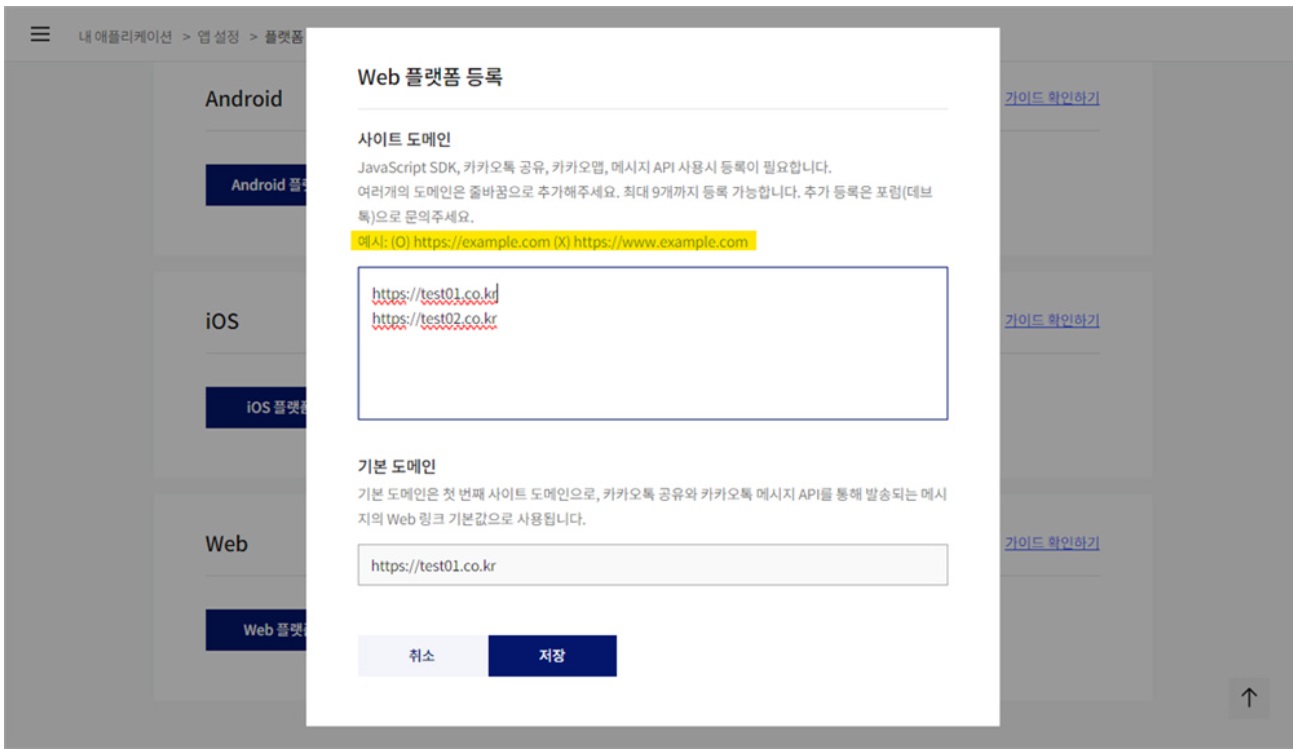 내 애플리케이션 > 앱 설정 > 플랫폼
Web 플랫폼 등록
Android
가이드 확인하기
사이트 도메인
JavaScript SDK, 카카오톡 공유, 카카오맵, 메시지 API 사용시 등록이 필요합니다.
여러개의 도메인은 줄바꿈으로 추가해주세요. 최대 9개까지 등록 가능합니다. 추가 등록은 포럼(데브
톡)으로 문의주세요.
예시: (O) https://example.com (X) https://www.example.com
Android
https://test01.co.kr
https://test02.co.kr
iOS
가이드 확인하기
iOS
기본 도메인
기본 도메인은 첫 번째 사이트 도메인으로, 카카오톡 공유와 카카오톡 메시지 API를 통해 발송되는 메시
지의 Web 링크 기본값으로 사용됩니다.
Web
가이드 확인하기
https://test01.co.kr
Web
취소
저장